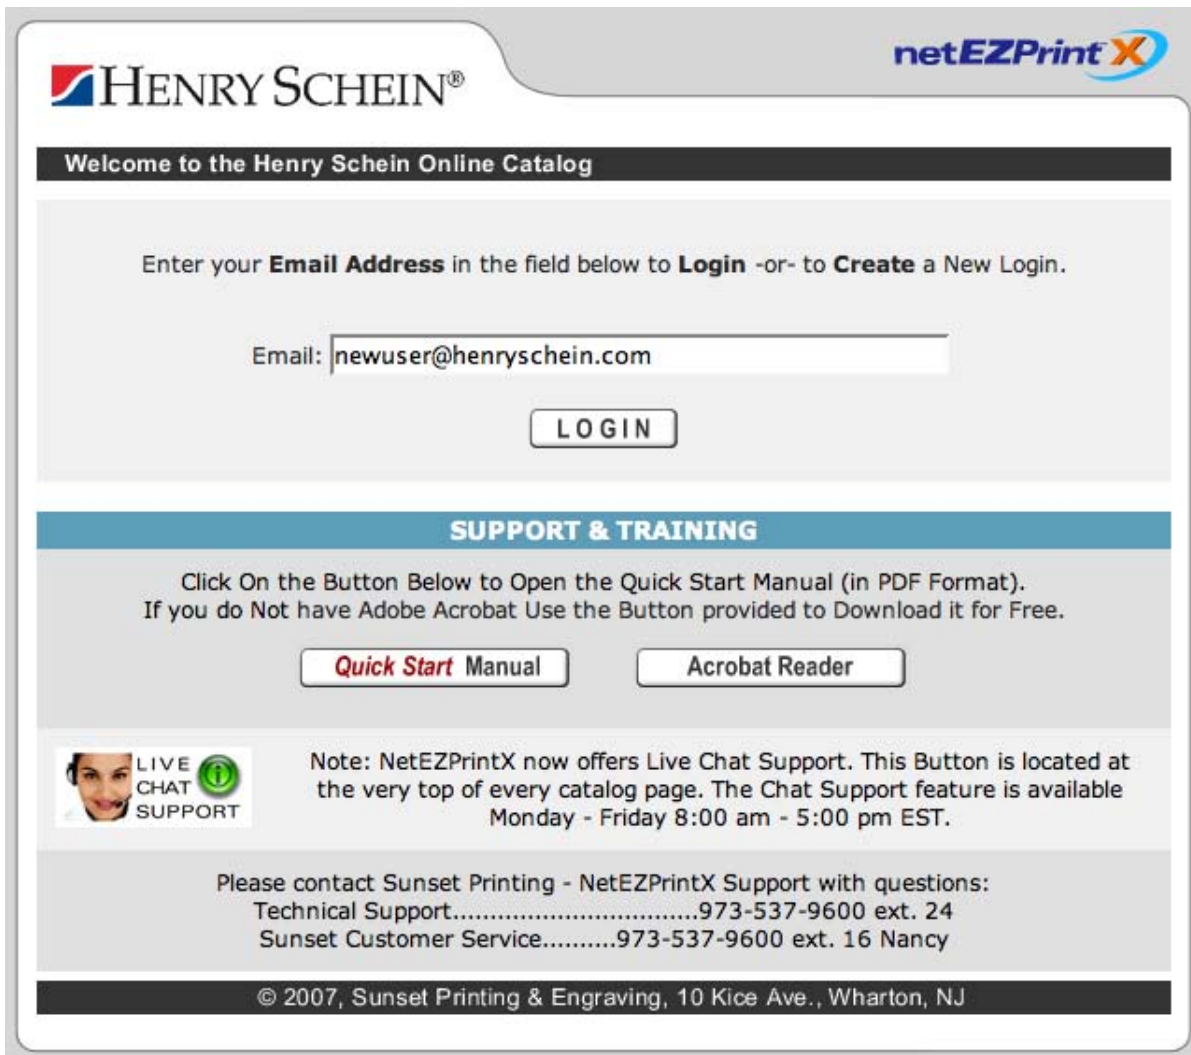 HENRY SCHEIN®
netEZPrint X
Welcome to the Henry Schein Online Catalog
Enter your Email Address in the field below to Login -or- to Create a New Login.
Email: newuser@henryschein.com
LOGIN
SUPPORT & TRAINING
Click On the Button Below to Open the Quick Start Manual (in PDF Format).
If you do Not have Adobe Acrobat Use the Button provided to Download it for Free.
Quick Start Manual
Acrobat Reader
LIVE
CHAT
SUPPORT
Note: NetEZPrintX now offers Live Chat Support. This Button is located at
the very top of every catalog page. The Chat Support feature is available
Monday - Friday 8:00 am - 5:00 pm EST.
Please contact Sunset Printing - NetEZPrintX Support with questions:
Technical Support................................973-537-9600 ext. 24
Sunset Customer Service..........973-537-9600 ext. 16 Nancy
© 2007, Sunset Printing & Engraving, 10 Kice Ave., Wharton, NJ